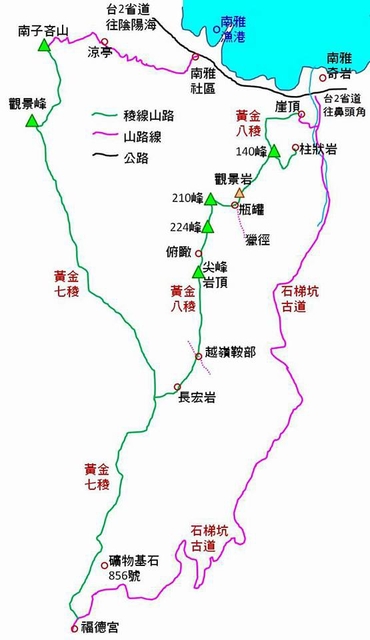 台2省道
往陰陽海
南子吝山
涼亭
南雅
漁港
南雅
社區
南雅
奇岩
台2省道
往鼻頭角
觀景峰
稜線山路
山路線
公路
黃金
八稜
崖頂
140峰
柱狀岩
觀景岩
210峰
瓶罐
224峰
獵徑
俯瞰
尖峰
岩頂
黃金
七稜
黃金
八稜
石梯坑
古道
越嶺鞍部
長宏岩
黃金
七稜
石梯坑
古道
礦物基石
856號
福德宮